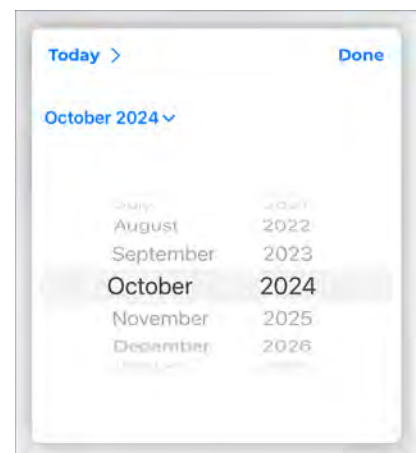 Today > Done
October 2024
August 2022
September 2023
October 2024
November 2025
December 2026